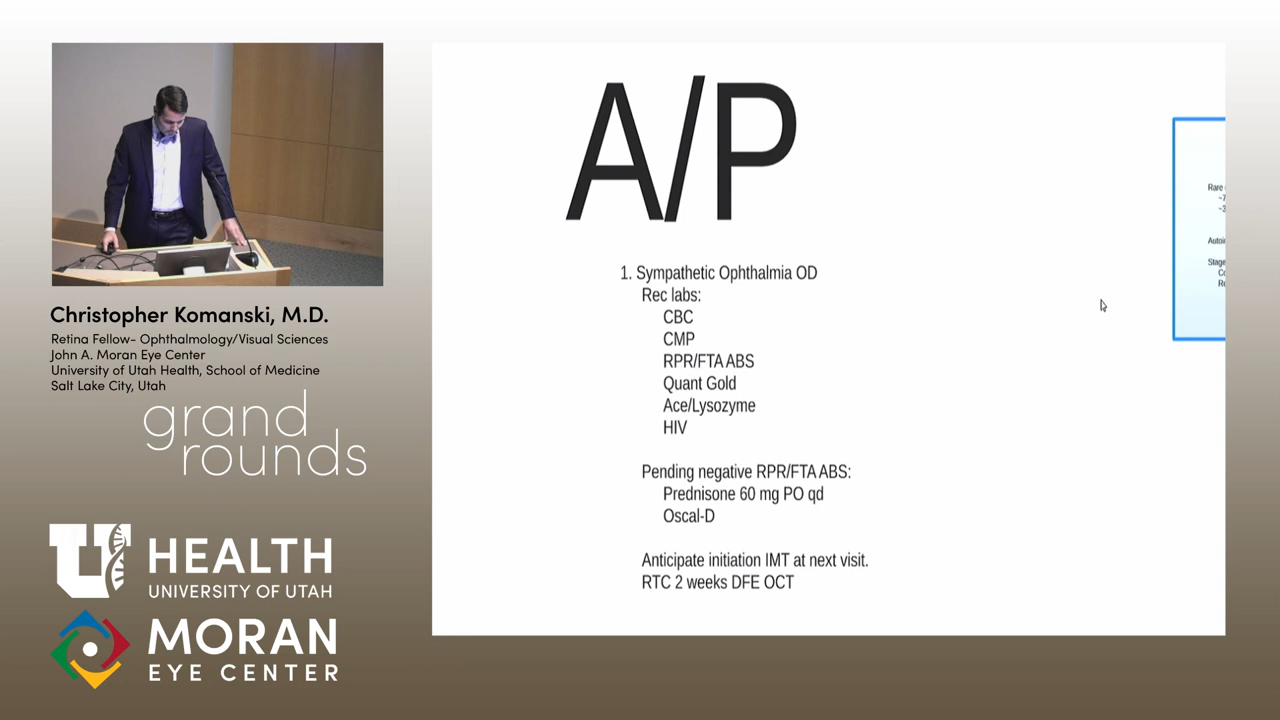 A/P
1. Sympathetic Ophthalmia OD
Rec labs:
CBC
CMP
RPR/FTA ABS
Quant Gold
Ace/Lysozyme
HIV
Pending negative RPR/FTA ABS:
Prednisone 60 mg PO qd
Oscal-D
Anticipate initiation IMT at next visit.
RTC 2 weeks DFE OCT
Rare
Christopher Komanski, M.D.
Retina Fellow- Ophthalmology/Visual Sciences
John A. Moran Eye Center
University of Utah Health, School of Medicine
Salt Lake City, Utah
grand
rounds
U HEALTH
UNIVERSITY OF UTAH
MORAN
EYE CENTER